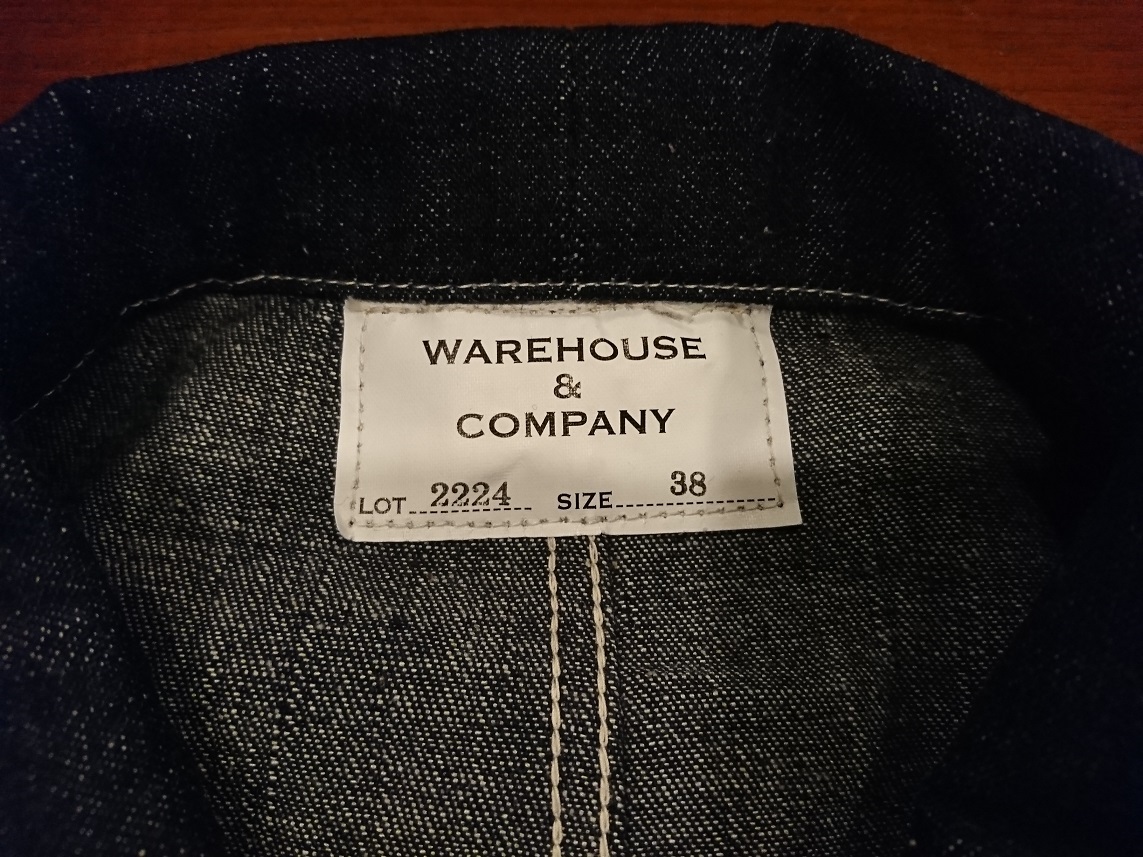 WAREHOUSE
&
COMPANY
LOT 2224 SIZE 38